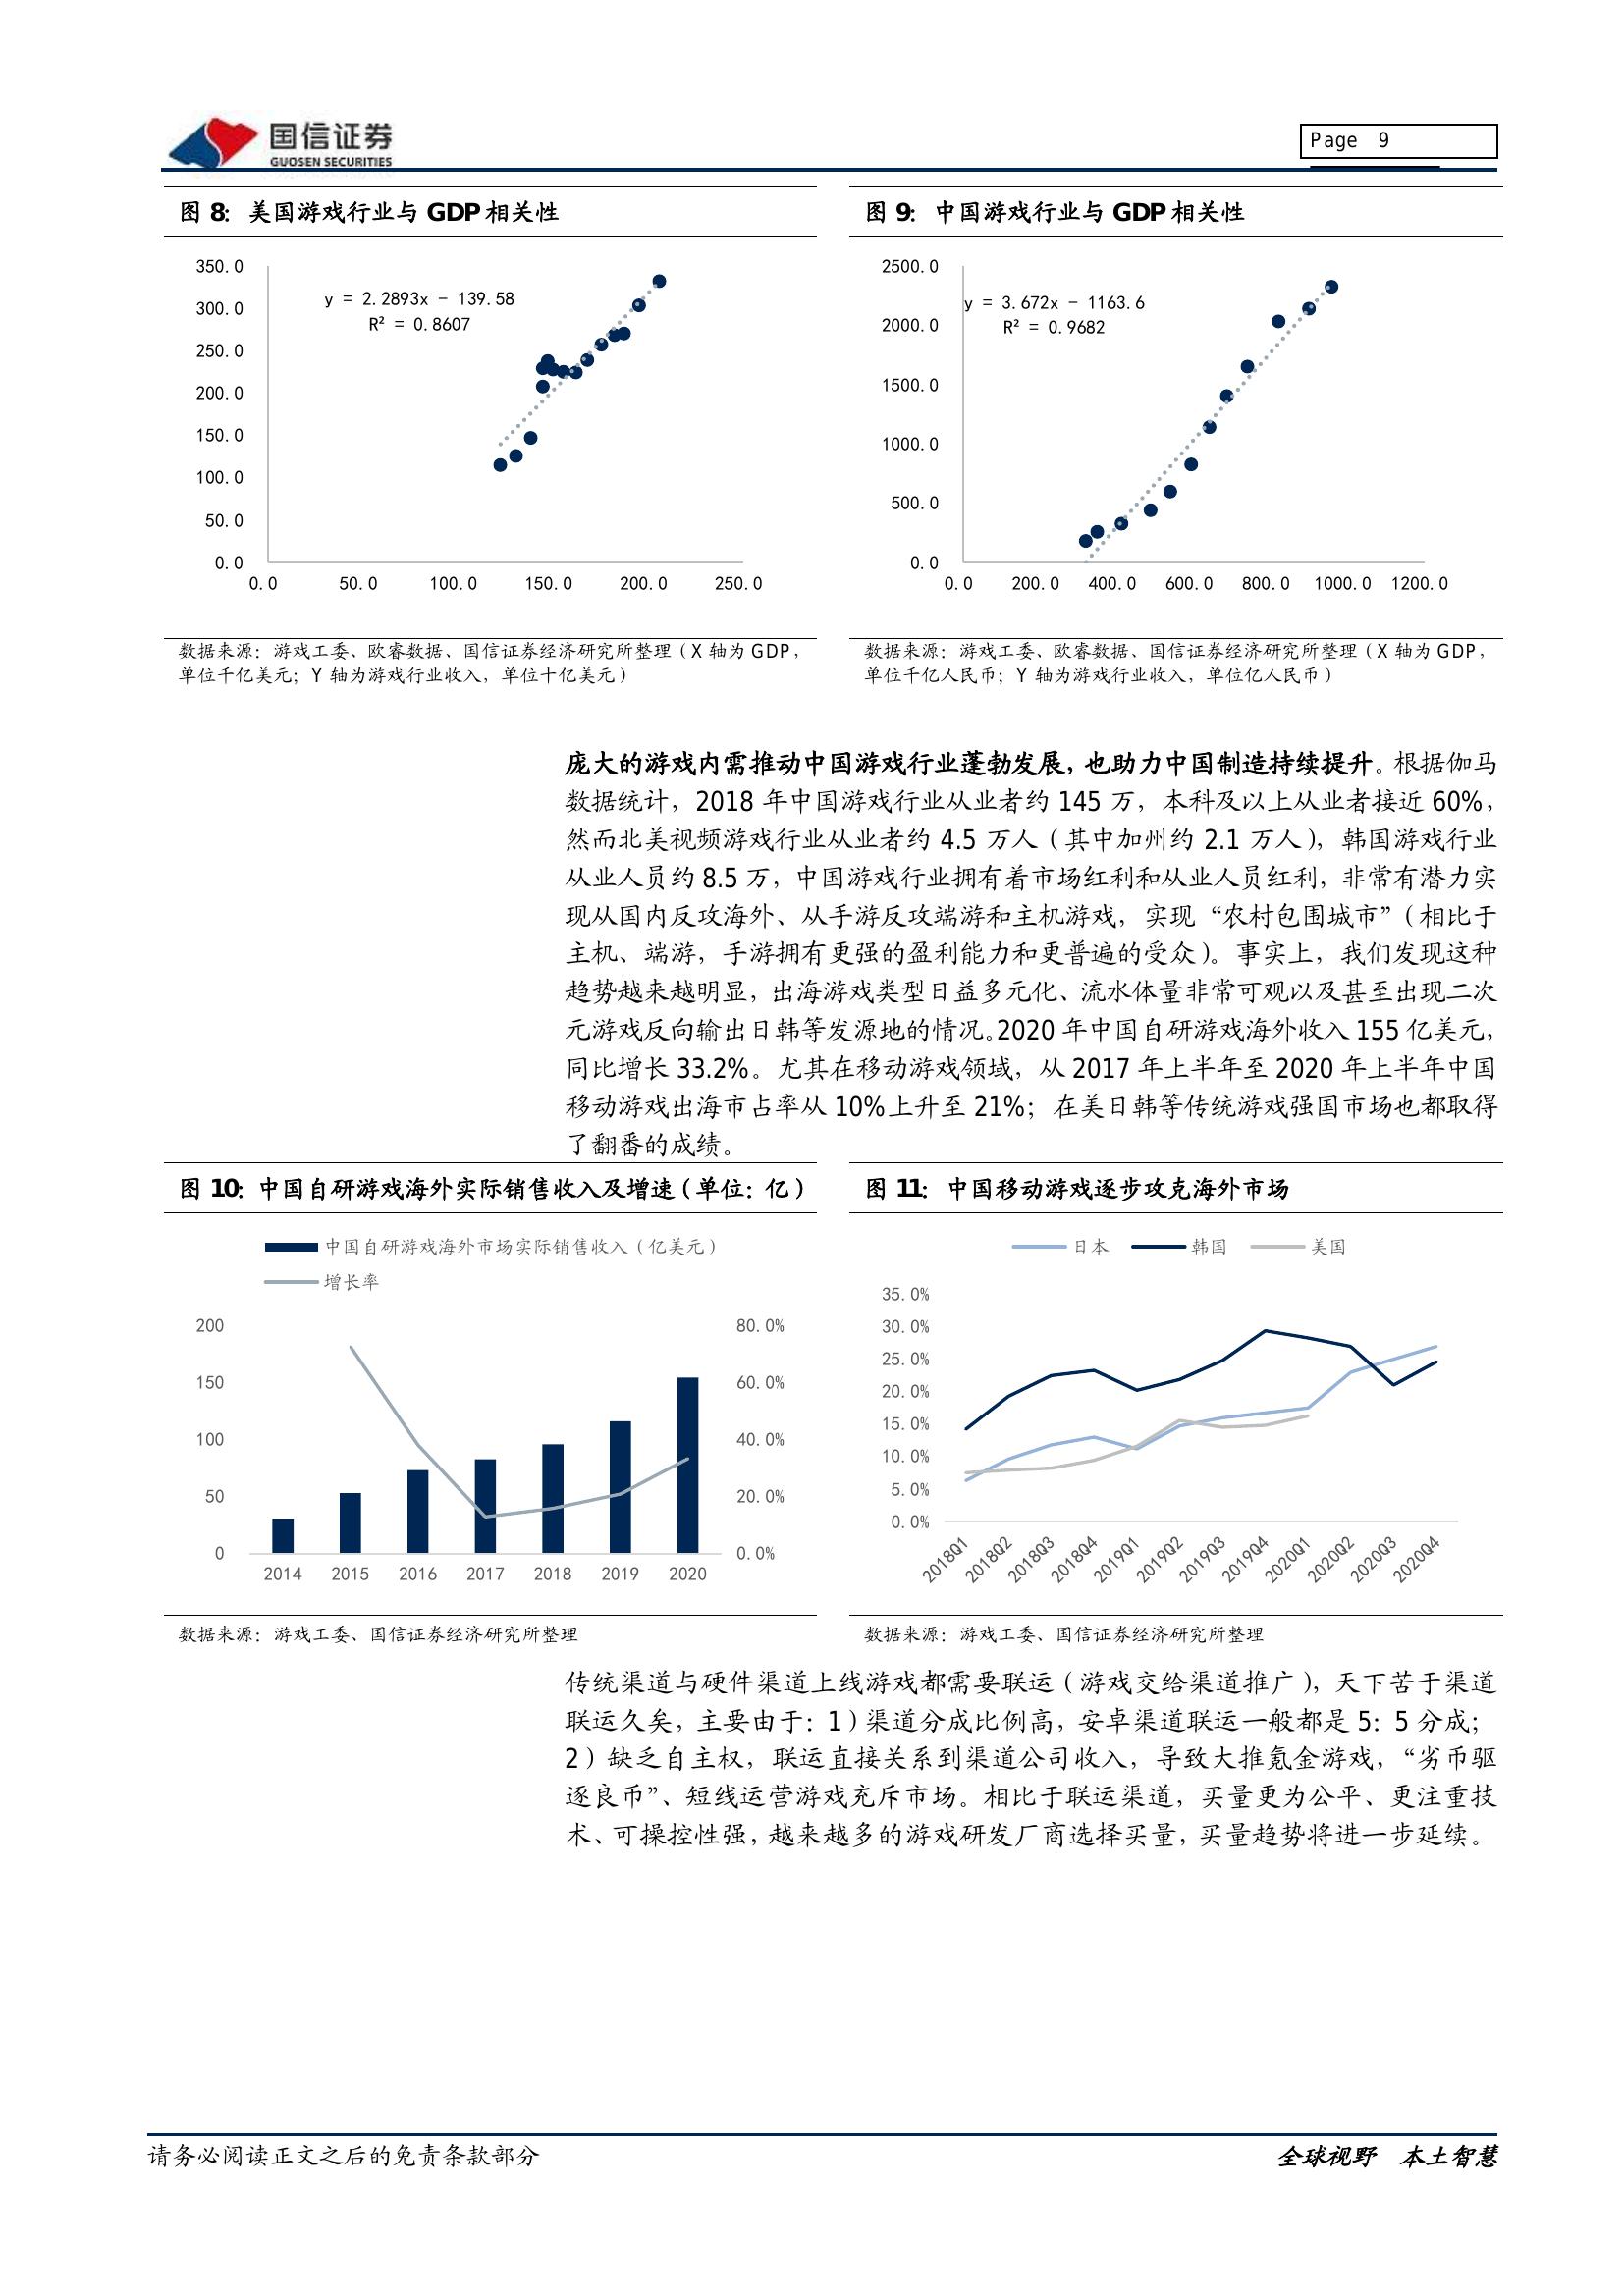 国信证券
GUOSEN SECURITIES
Page 9
图 8：美国游戏行业与 GDP 相关性
350.0
300.0
250.0
200.0
150.0
100.0
50.0
0.0
y = 2.2893x - 139.58
R² = 0.8607
0.0 50.0 100.0 150.0 200.0 250.0
数据来源：游戏工委、欧睿数据、国信证券经济研究所整理（X 轴为 GDP，
单位千亿美元；Y 轴为游戏行业收入，单位十亿美元）
图 9：中国游戏行业与 GDP 相关性
2500.0
2000.0
1500.0
1000.0
500.0
0.0
y = 3.672x - 1163.6
R² = 0.9682
0.0 200.0 400.0 600.0 800.0 1000.0 1200.0
数据来源：游戏工委、欧睿数据、国信证券经济研究所整理（X 轴为 GDP，
单位千亿人民币；Y 轴为游戏行业收入，单位亿人民币）
庞大的游戏内需推动中国游戏行业蓬勃发展，也助力中国制造持续提升。根据伽马
数据统计，2018 年中国游戏行业从业者约 145 万，本科及以上从业者接近 60%，
然而北美视频游戏行业从业者约 4.5 万人（其中加州约 2.1 万人），韩国游戏行业
从业人员约 8.5 万，中国游戏行业拥有着市场红利和从业人员红利，非常有潜力实
现从国内反攻海外、从手游反攻端游和主机游戏，实现“农村包围城市”（相比于
主机、端游，手游拥有更强的盈利能力和更普遍的受众）。事实上，我们发现这种
趋势越来越明显，出海游戏类型日益多元化、流水体量非常可观以及甚至出现二次
元游戏反向输出日韩等发源地的情况。2020 年中国自研游戏海外收入 155 亿美元，
同比增长 33.2%。尤其在移动游戏领域，从 2017 年上半年至 2020 年上半年中国
移动游戏出海市占率从 10%上升至 21%；在美日韩等传统游戏强国市场也都取得
了翻番的成绩。
图 10：中国自研游戏海外实际销售收入及增速（单位：亿）
中国自研游戏海外市场实际销售收入（亿美元）
增长率
200
150
100
50
0
80.0%
60.0%
40.0%
20.0%
0.0%
2014 2015 2016 2017 2018 2019 2020
数据来源：游戏工委、国信证券经济研究所整理
图 11：中国移动游戏逐步攻克海外市场
日本 韩国 美国
35.0%
30.0%
25.0%
20.0%
15.0%
10.0%
5.0%
0.0%
2018Q1 2018Q2 2018Q3 2018Q4 2019Q1 2019Q2 2019Q3 2019Q4 2020Q1 2020Q2 2020Q3 2020Q4
数据来源：游戏工委、国信证券经济研究所整理
传统渠道与硬件渠道上线游戏都需要联运（游戏交给渠道推广），天下苦于渠道
联运久矣，主要由于：1）渠道分成比例高，安卓渠道联运一般都是 5：5 分成；
2）缺乏自主权，联运直接关系到渠道公司收入，导致大推氪金游戏，“劣币驱
逐良币”、短线运营游戏充斥市场。相比于联运渠道，买量更为公平、更注重技
术、可操控性强，越来越多的游戏研发厂商选择买量，买量趋势将进一步延续。
请务必阅读正文之后的免责条款部分
全球视野 本土智慧